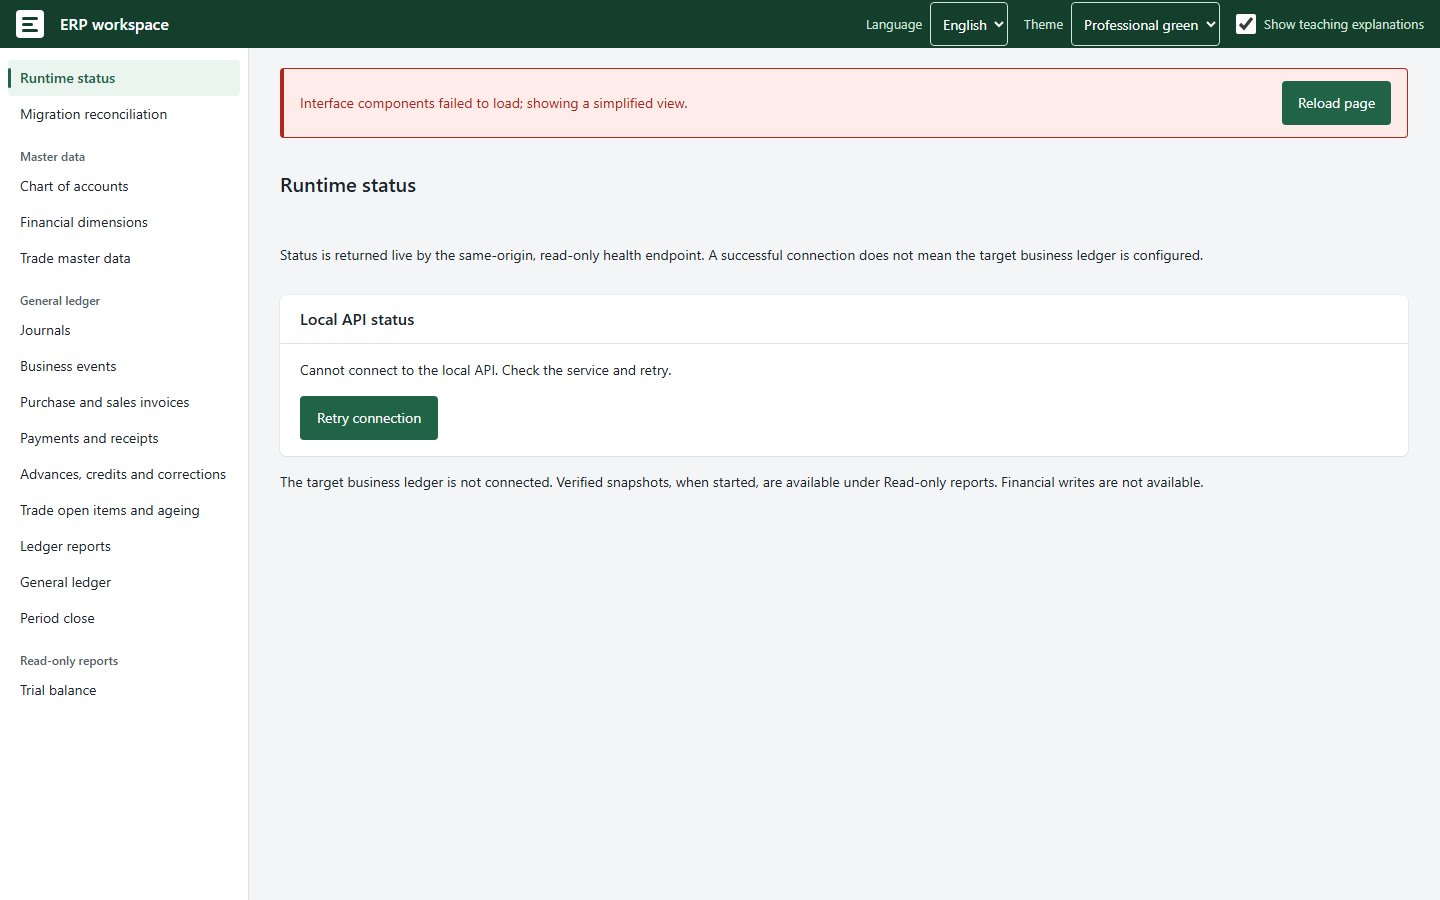 ERP workspace
Language English Theme Professional green Show teaching explanations
Runtime status
Migration reconciliation
Master data
Chart of accounts
Financial dimensions
Trade master data
General ledger
Journals
Business events
Purchase and sales invoices
Payments and receipts
Advances, credits and corrections
Trade open items and ageing
Ledger reports
General ledger
Period close
Read-only reports
Trial balance
Interface components failed to load; showing a simplified view.
Reload page
Runtime status
Status is returned live by the same-origin, read-only health endpoint. A successful connection does not mean the target business ledger is configured.
Local API status
Cannot connect to the local API. Check the service and retry.
Retry connection
The target business ledger is not connected. Verified snapshots, when started, are available under Read-only reports. Financial writes are not available.